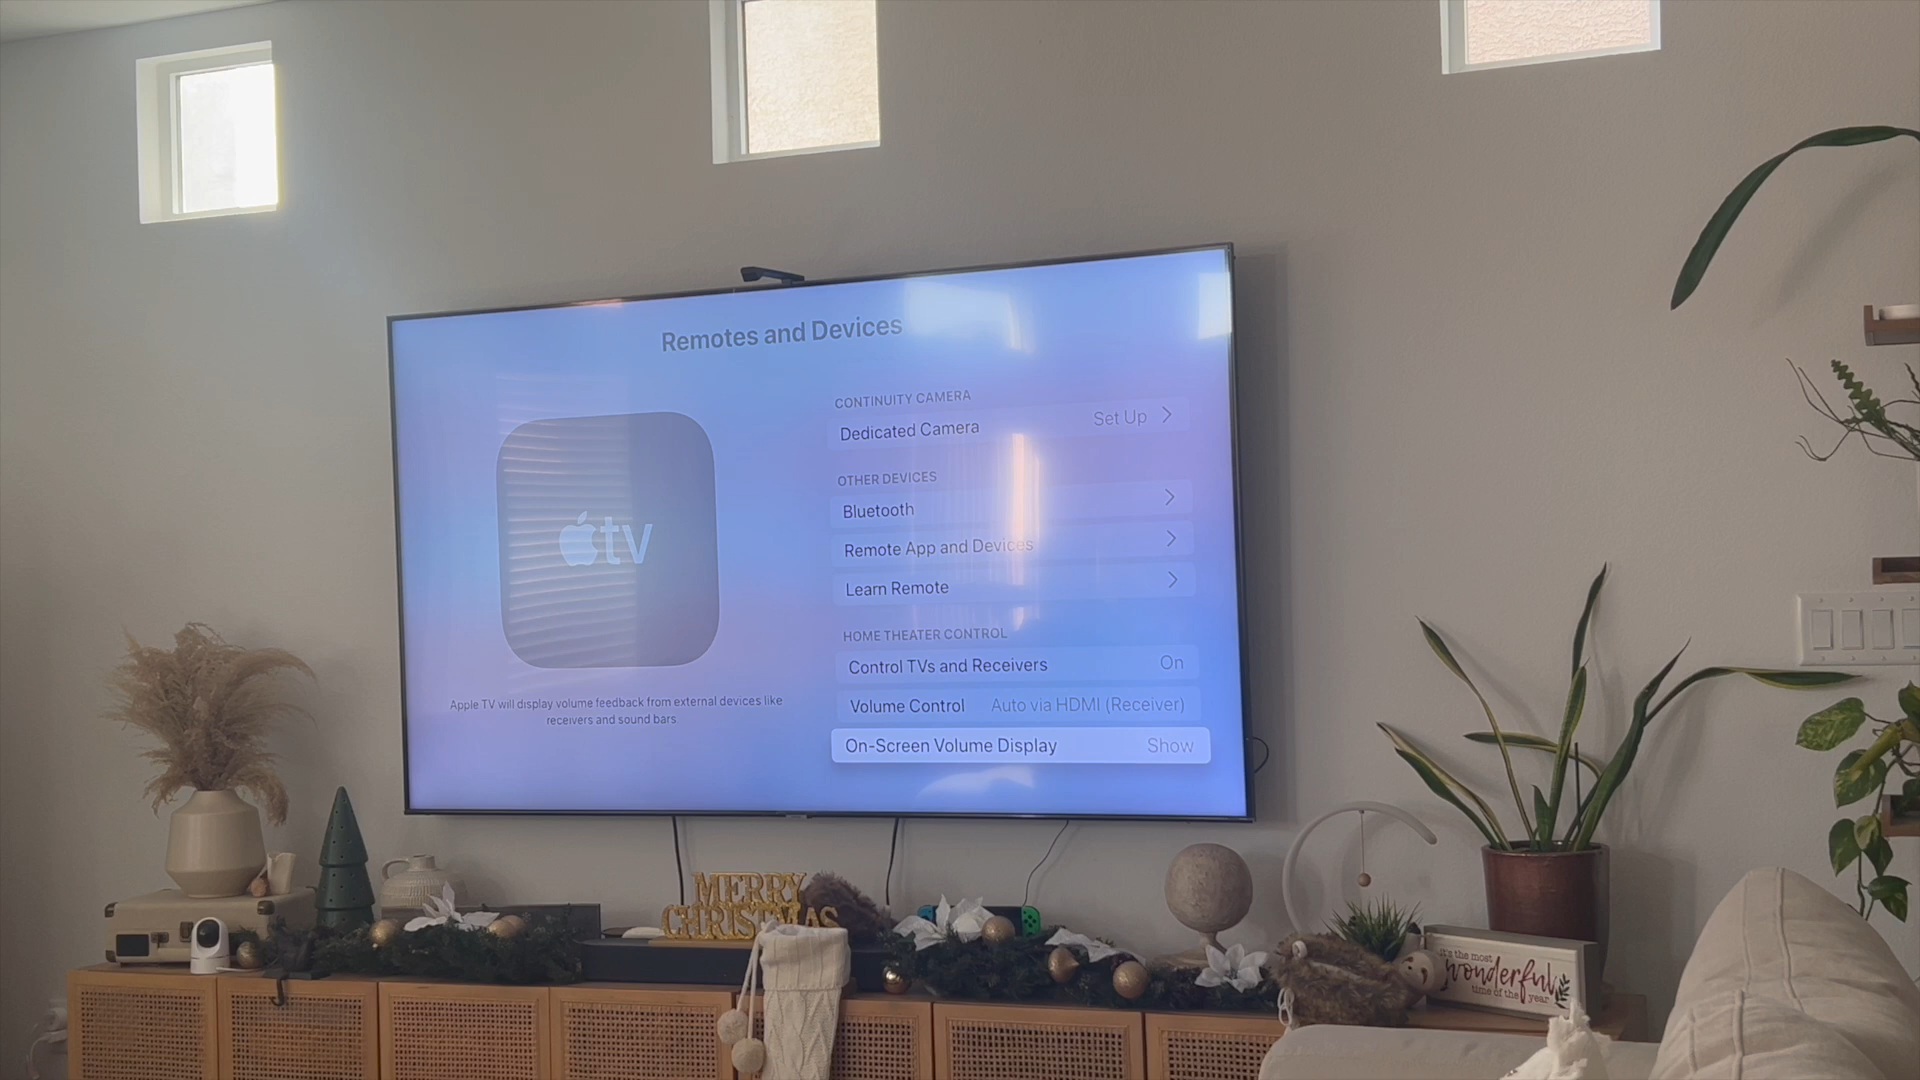 Remotes and Devices
CONTINUITY CAMERA
Dedicated Camera Set Up
OTHER DEVICES
Bluetooth
Remote App and Devices
Learn Remote
HOME THEATER CONTROL
Control TVs and Receivers On
Volume Control Auto via HDMI (Receiver)
On-Screen Volume Display Show
tv
Apple TV will display volume feedback from external devices like
receivers and sound bars
MERRY
CHRISTMAS
it's the most
wonderful
time of the year